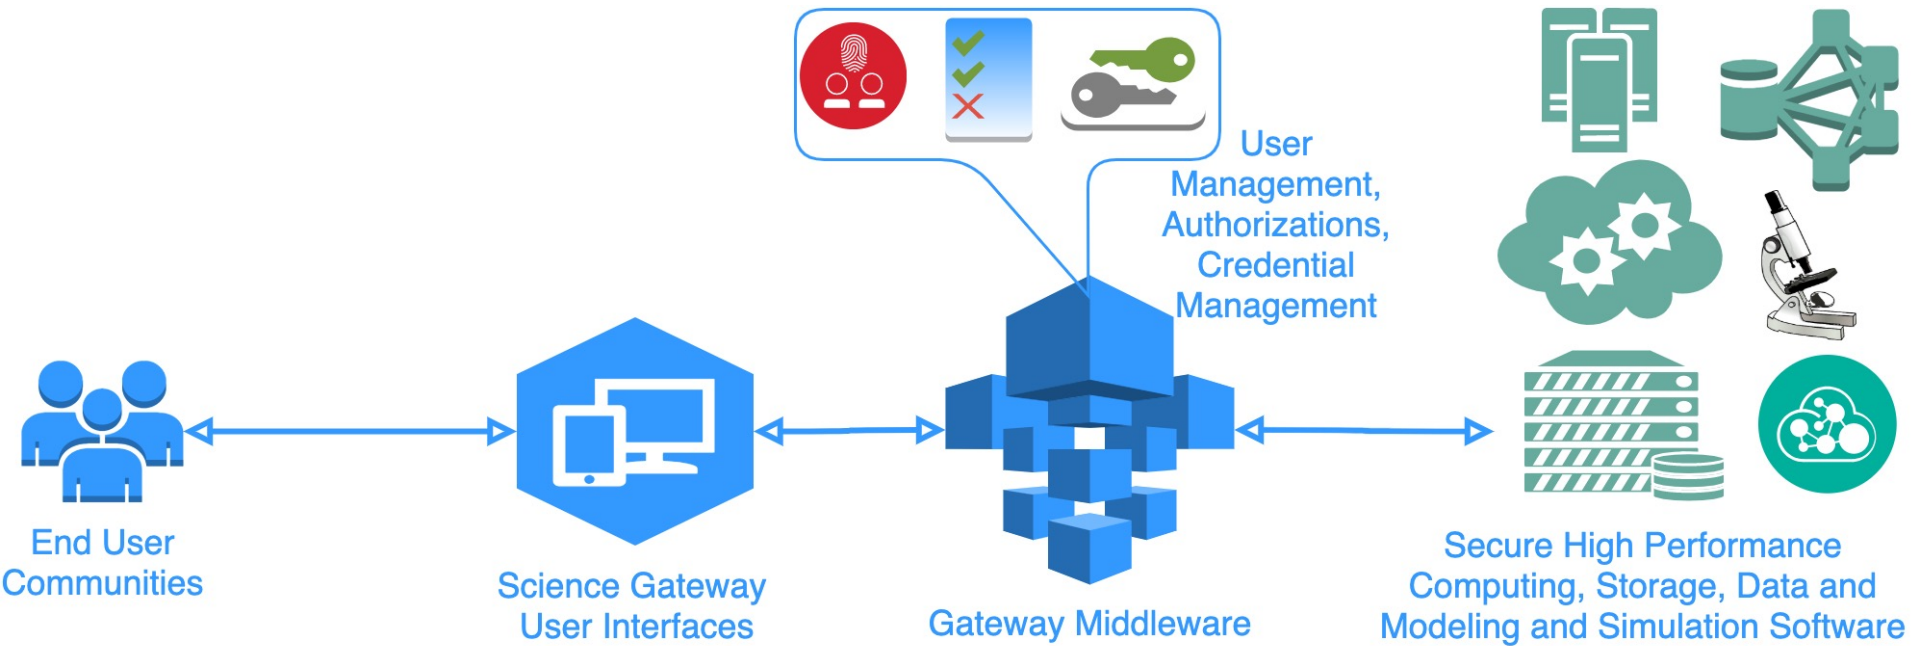 User
Management,
Authorizations,
Credential
Management
End User
Communities
Science Gateway
User Interfaces
Gateway Middleware
Secure High Performance
Computing, Storage, Data and
Modeling and Simulation Software